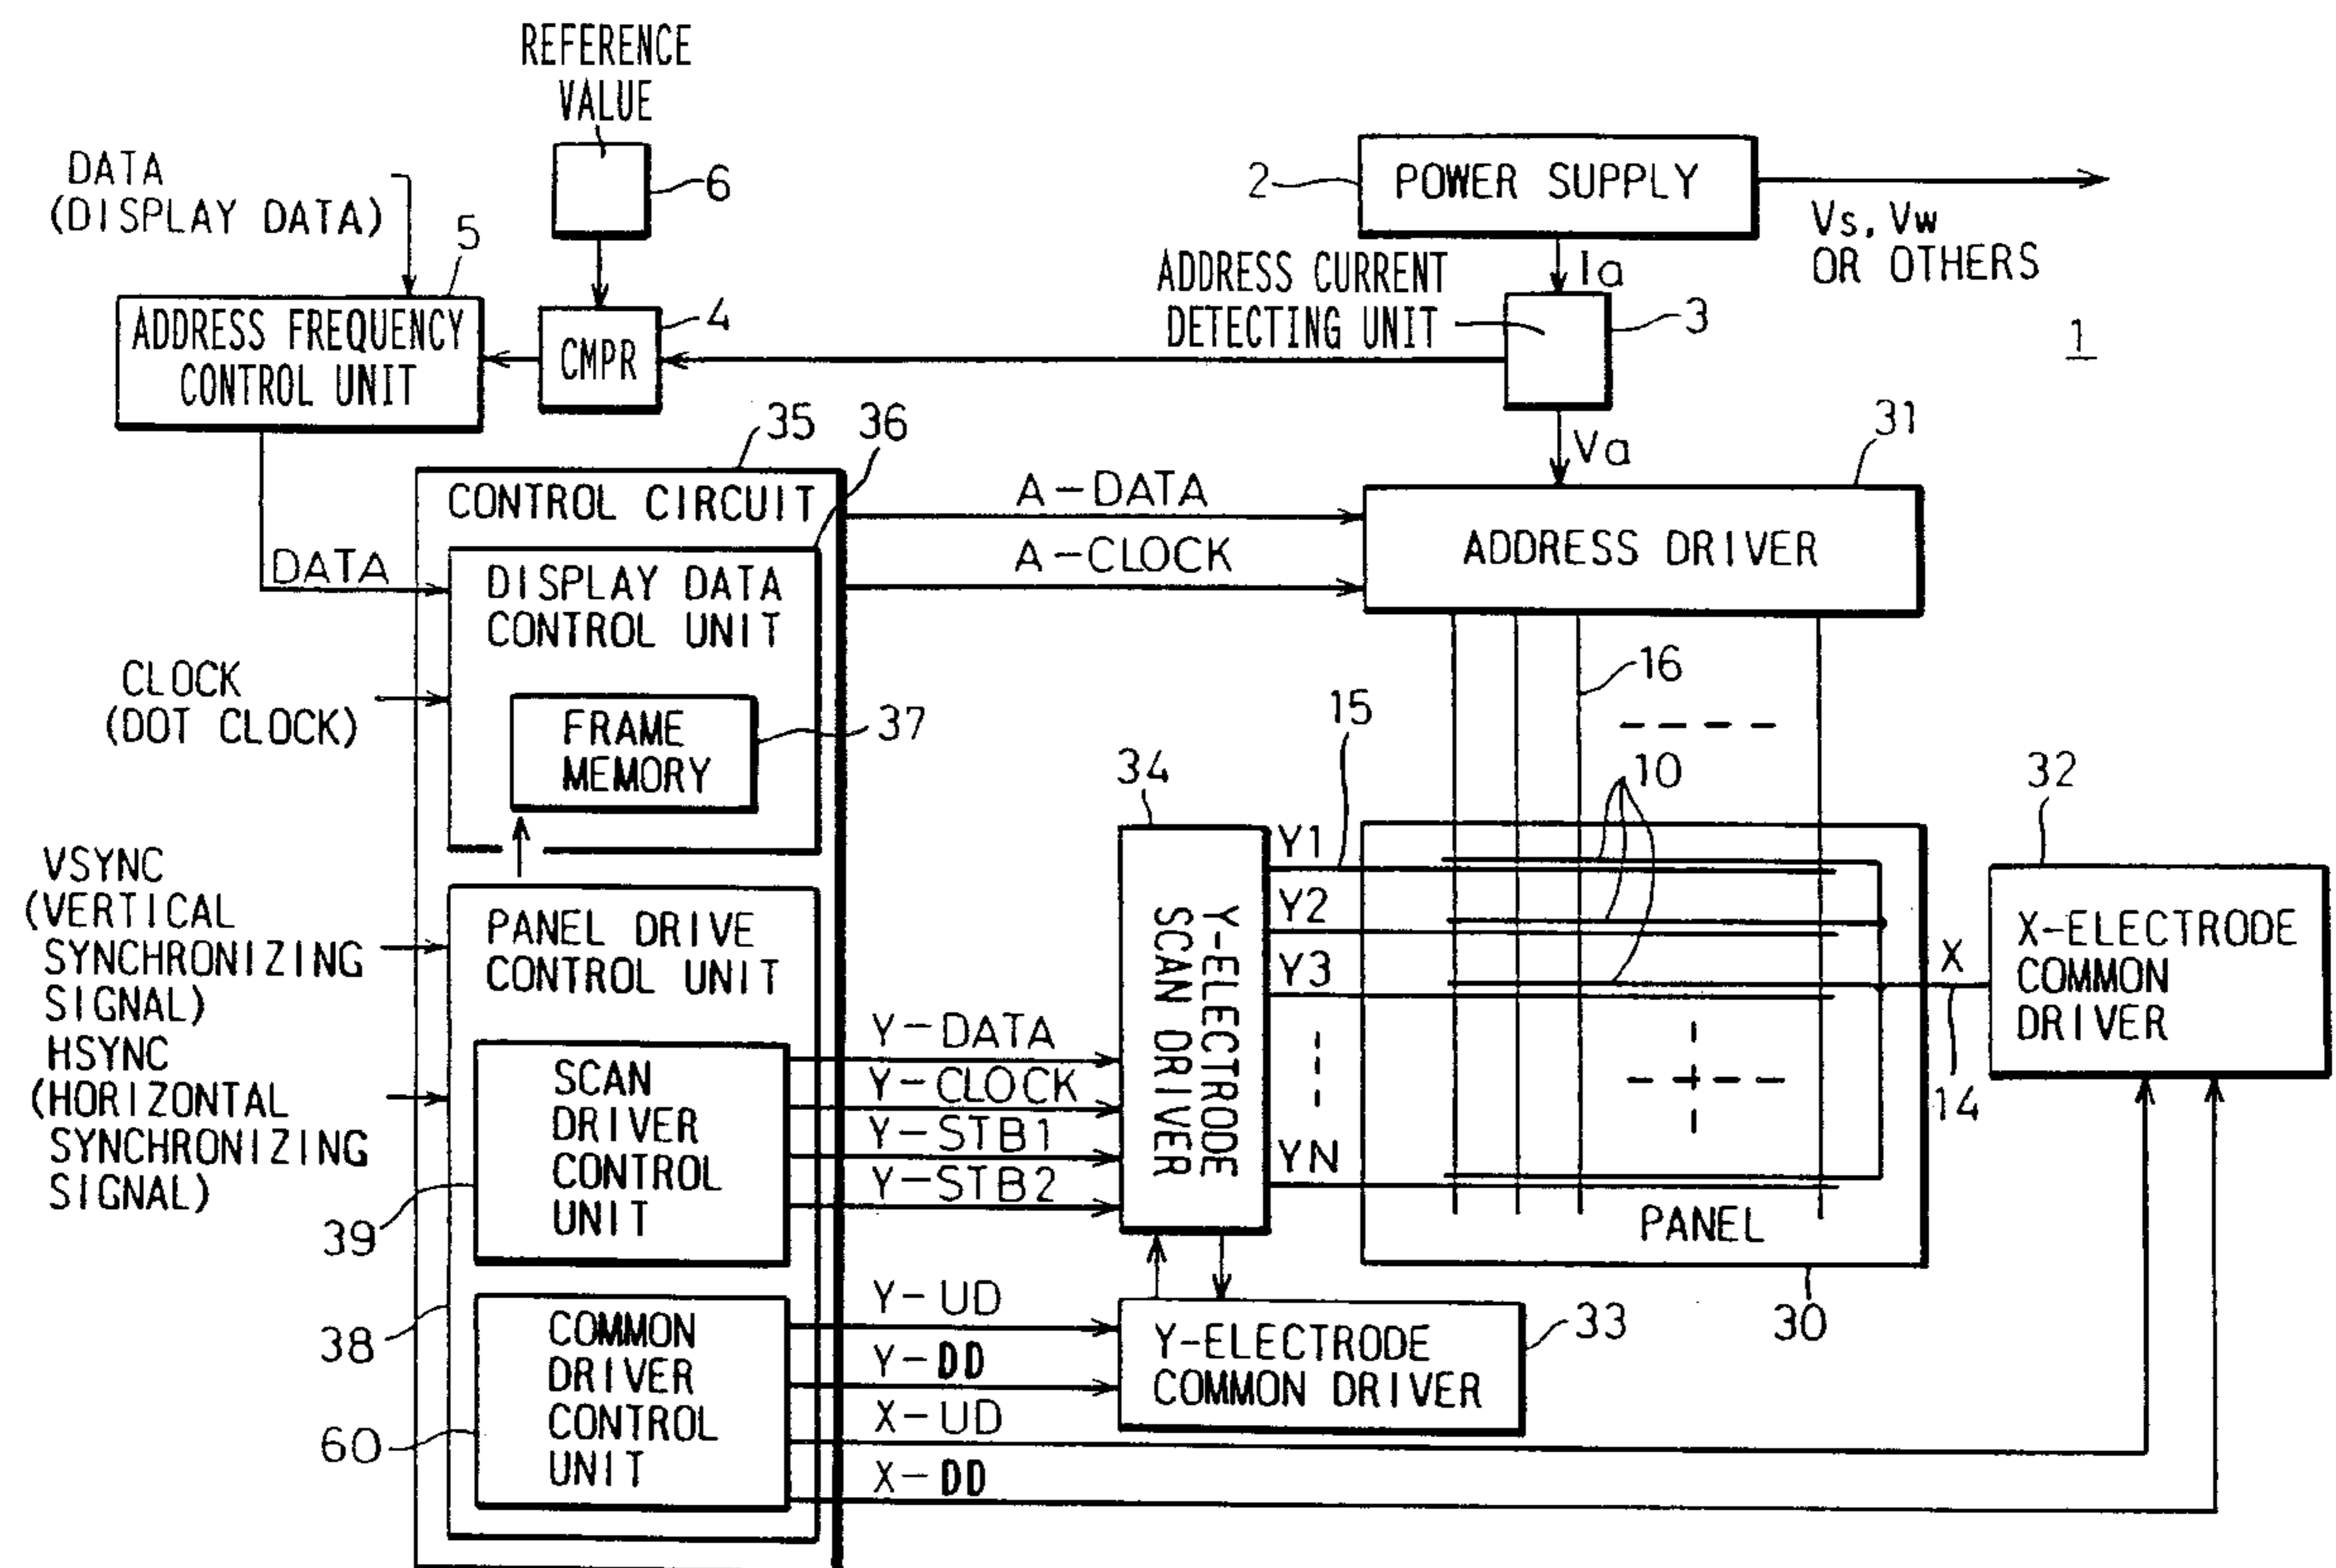 REFERENCE
VALUE
6
DATA
(DISPLAY DATA)
5
ADDRESS FREQUENCY
CONTROL UNIT
4
CMPR
2
POWER SUPPLY
Vs, Vw
OR OTHERS
Ia
ADDRESS CURRENT
DETECTING UNIT
3
1
Va
31
ADDRESS DRIVER
35
36
CONTROL CIRCUIT
A-DATA
A-CLOCK
DATA
DISPLAY DATA
CONTROL UNIT
CLOCK
(DOT CLOCK)
FRAME
MEMORY
37
16
15
10
34
32
VSYNC
(VERTICAL
SYNCHRONIZING
SIGNAL)
HSYNC
(HORIZONTAL
SYNCHRONIZING
SIGNAL)
PANEL DRIVE
CONTROL UNIT
SCAN
DRIVER
CONTROL
UNIT
39
Y-DATA
Y-CLOCK
Y-STB1
Y-STB2
Y-ELECTRODE
SCAN DRIVER
Y1
Y2
Y3
YN
PANEL
30
X
14
X-ELECTRODE
COMMON
DRIVER
38
COMMON
DRIVER
CONTROL
UNIT
60
Y-UD
Y-DD
X-UD
X-DD
Y-ELECTRODE
COMMON DRIVER
33